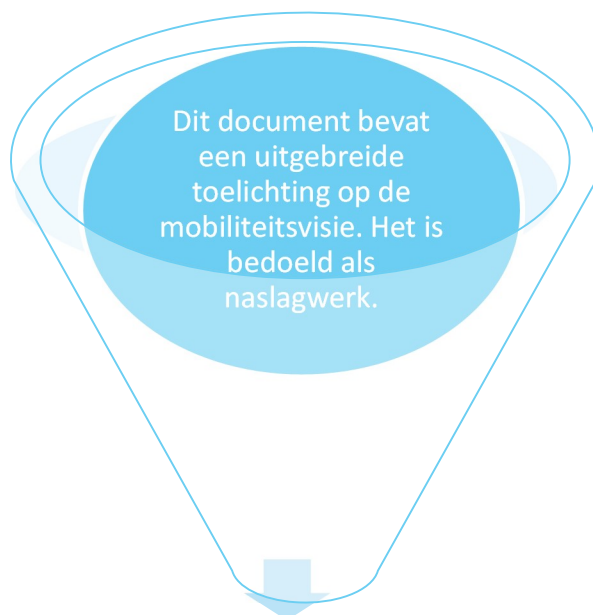 Dit document bevat
een uitgebreide
toelichting op de
mobiliteitsvisie. Het is
bedoeld als
naslagwerk.